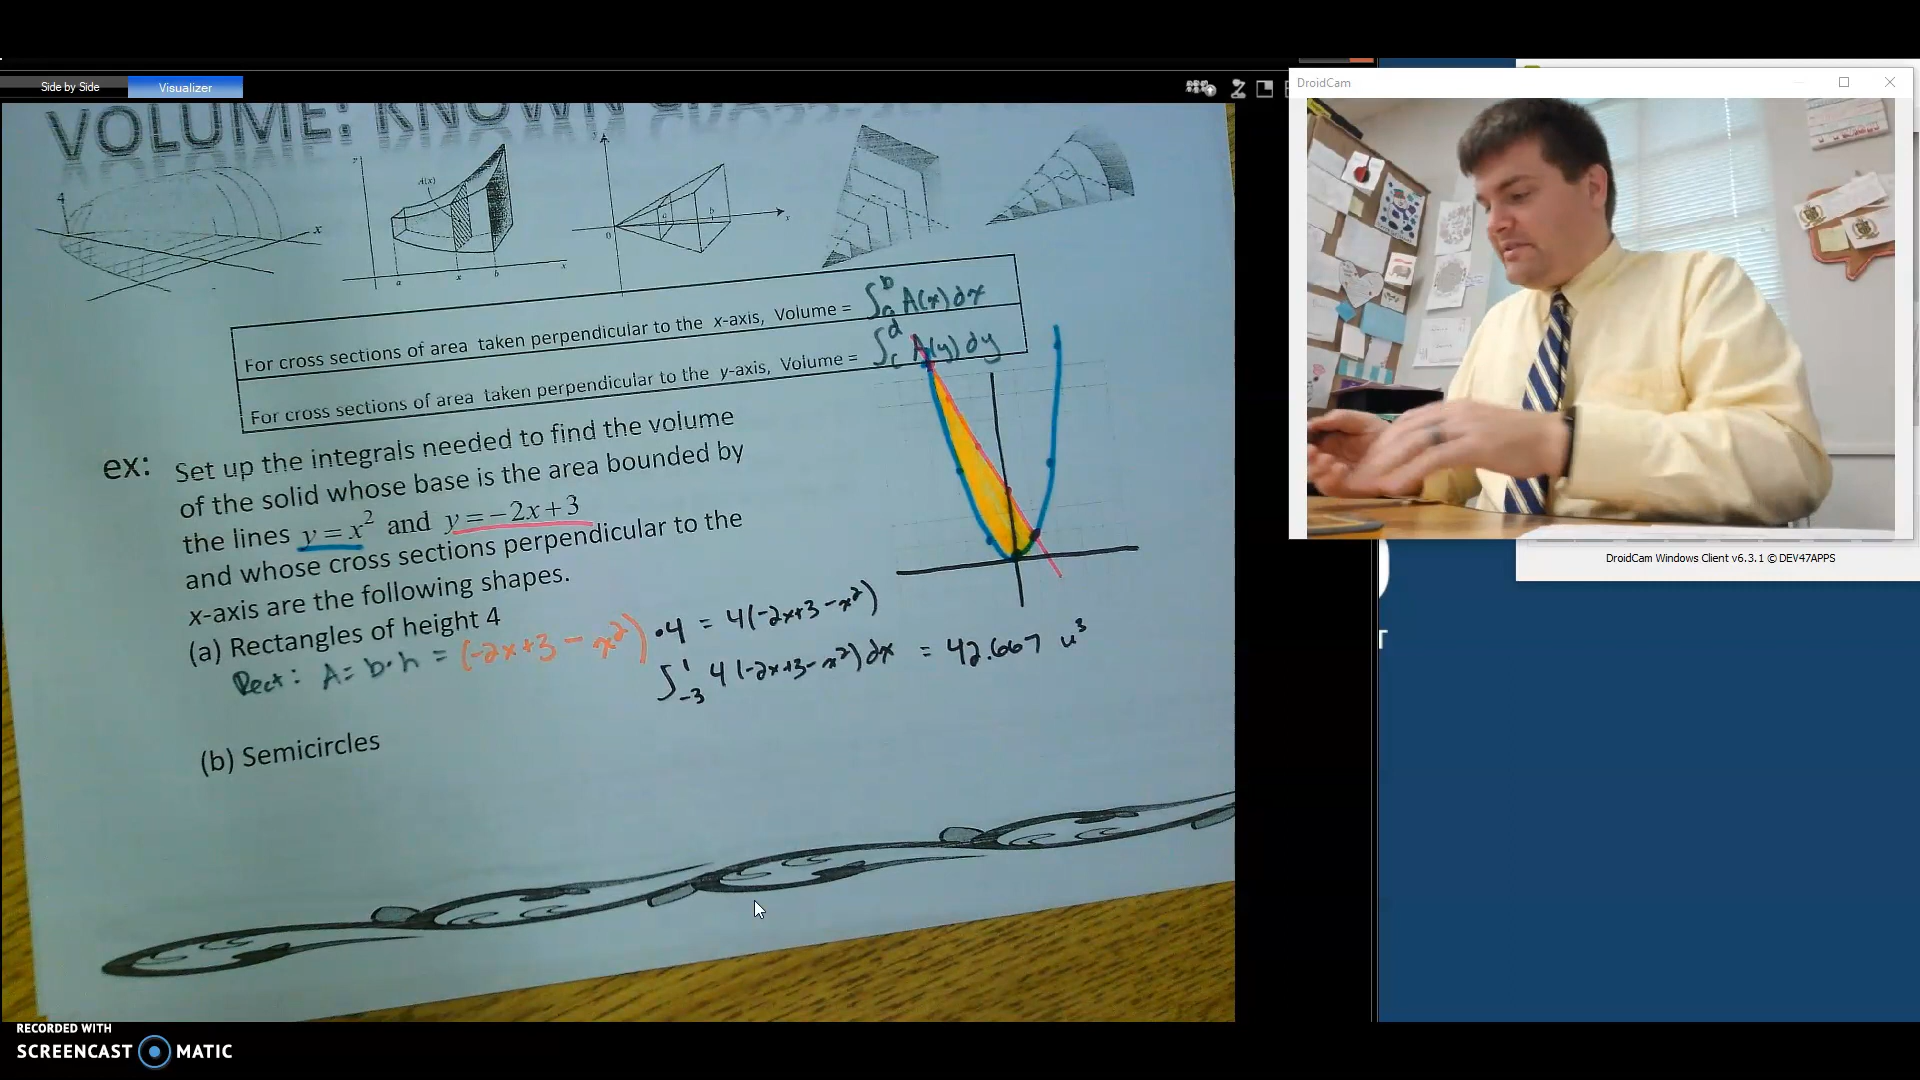 Side by Side
Visualizer
DroidCam
VOLUME: KNOWN
4
x
y
A(x)
a
x
b
x
y
0
a
b
x
For cross sections of area taken perpendicular to the x-axis, Volume = ∫_a^b A(x)dx
For cross sections of area taken perpendicular to the y-axis, Volume = ∫_c^d A(y)dy
ex: Set up the integrals needed to find the volume
of the solid whose base is the area bounded by
the lines y = x² and y = −2x + 3
and whose cross sections perpendicular to the
x-axis are the following shapes.
(a) Rectangles of height 4
Rect: A = b·h = (-2x+3 − x²) •4 = 4(-2x+3-x²)
∫_-3^1 4(-2x+3-x²)dx = 42.667 u³
(b) Semicircles
DroidCam Windows Client v6.3.1 © DEV47APPS
T
RECORDED WITH
SCREENCAST MATIC